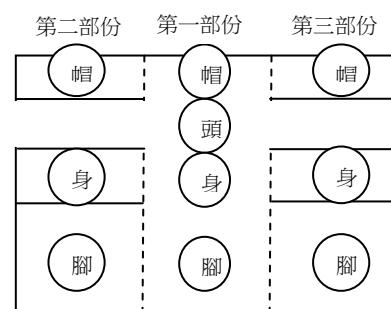 第二部份 第一部份 第三部份
帽 帽 帽
頭
身 身 身
腳 腳 腳